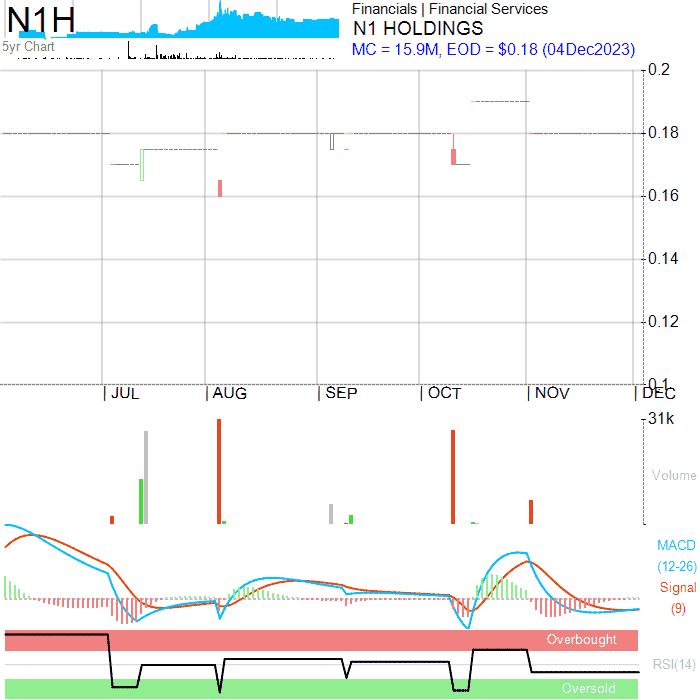 N1H
Financials | Financial Services
N1 HOLDINGS
5yr Chart
MC = 15.9M, EOD = $0.18 (04Dec2023)
0.2
0.18
0.16
0.14
0.12
0.1
JUL AUG SEP OCT NOV DEC
31k
Volume
MACD
(12-26)
Signal
(9)
Overbought
RSI(14)
Oversold